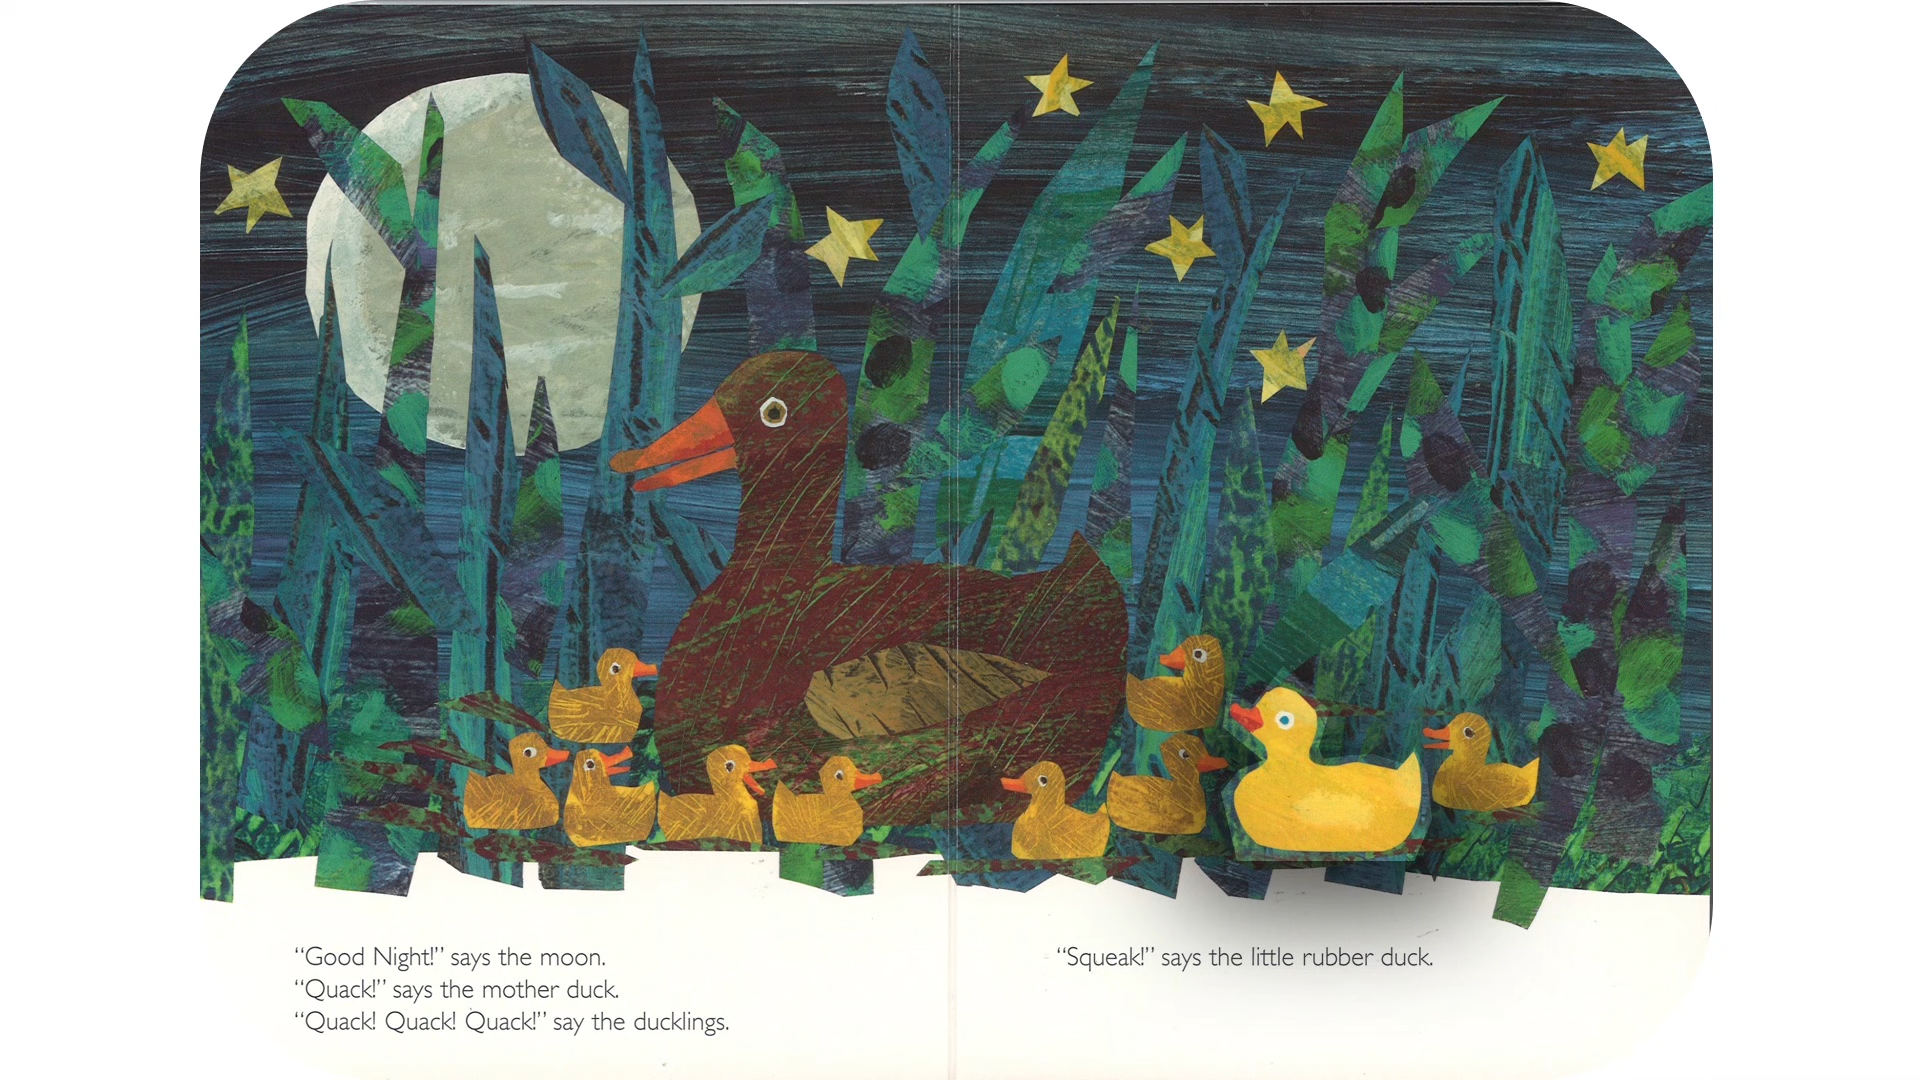 “Good Night!” says the moon.
“Quack!” says the mother duck.
“Quack! Quack! Quack!” say the ducklings.
“Squeak!” says the little rubber duck.